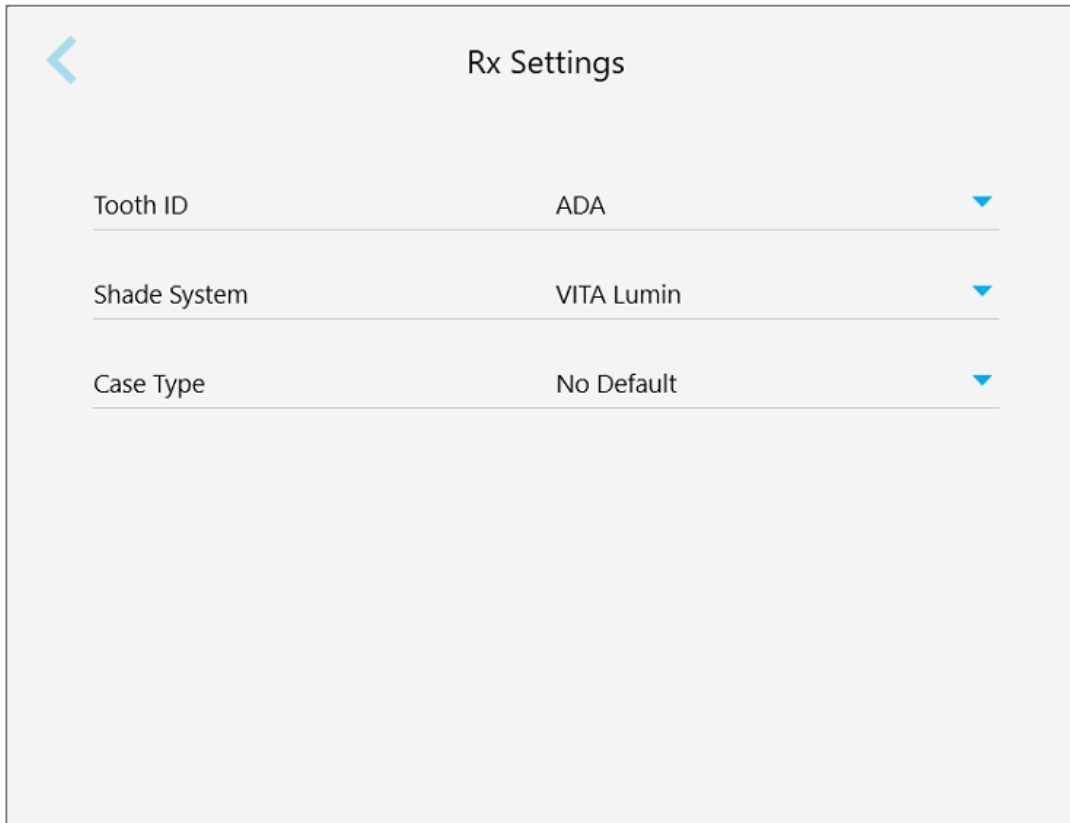 Rx Settings
Tooth ID ADA
Shade System VITA Lumin
Case Type No Default